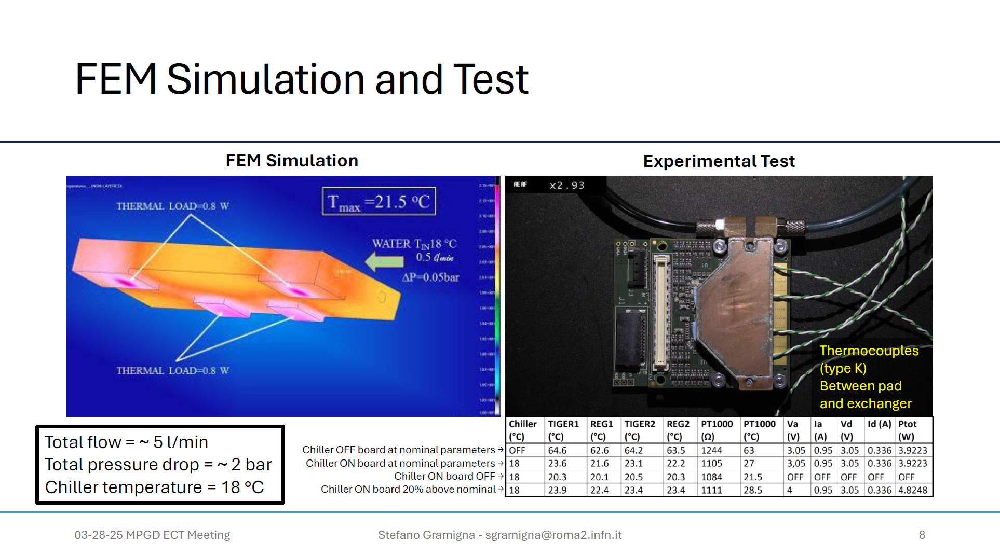 FEM Simulation and Test
FEM Simulation
THERMAL LOAD=0.8 W
Tmax =21.5 ºC
WATER TIN18 °C
0.5 l/min
ΔP=0.05bar
THERMAL LOAD=0.8 W
Experimental Test
x2.93
U1
J3
J1
Thermocouples
(type K)
Between pad
and exchanger
Total flow = ~ 5 l/min
Total pressure drop = ~ 2 bar
Chiller temperature = 18 °C
Chiller OFF board at nominal parameters →
Chiller ON board at nominal parameters →
Chiller ON board OFF →
Chiller ON board 20% above nominal →
Chiller (°C) TIGER1 (°C) REG1 (°C) TIGER2 (°C) REG2 (°C) PT1000 (Ω) PT1000 (°C) Va (V) Ia (A) Vd (V) Id (A) Ptot (W)
OFF 64.6 62.6 64.2 63.5 1244 63 3.05 0.95 3.05 0.336 3.9223
18 23.6 21.6 23.1 22.2 1105 27 3,05 0.95 3.05 0.336 3.9223
18 20.3 20.1 20.5 20.3 1084 21.5 OFF OFF OFF OFF OFF
18 23.9 22.4 23.4 23.4 1111 28.5 4 0.95 3.05 0.336 4.8248
03-28-25 MPGD ECT Meeting
Stefano Gramigna - sgramigna@roma2.infn.it
8